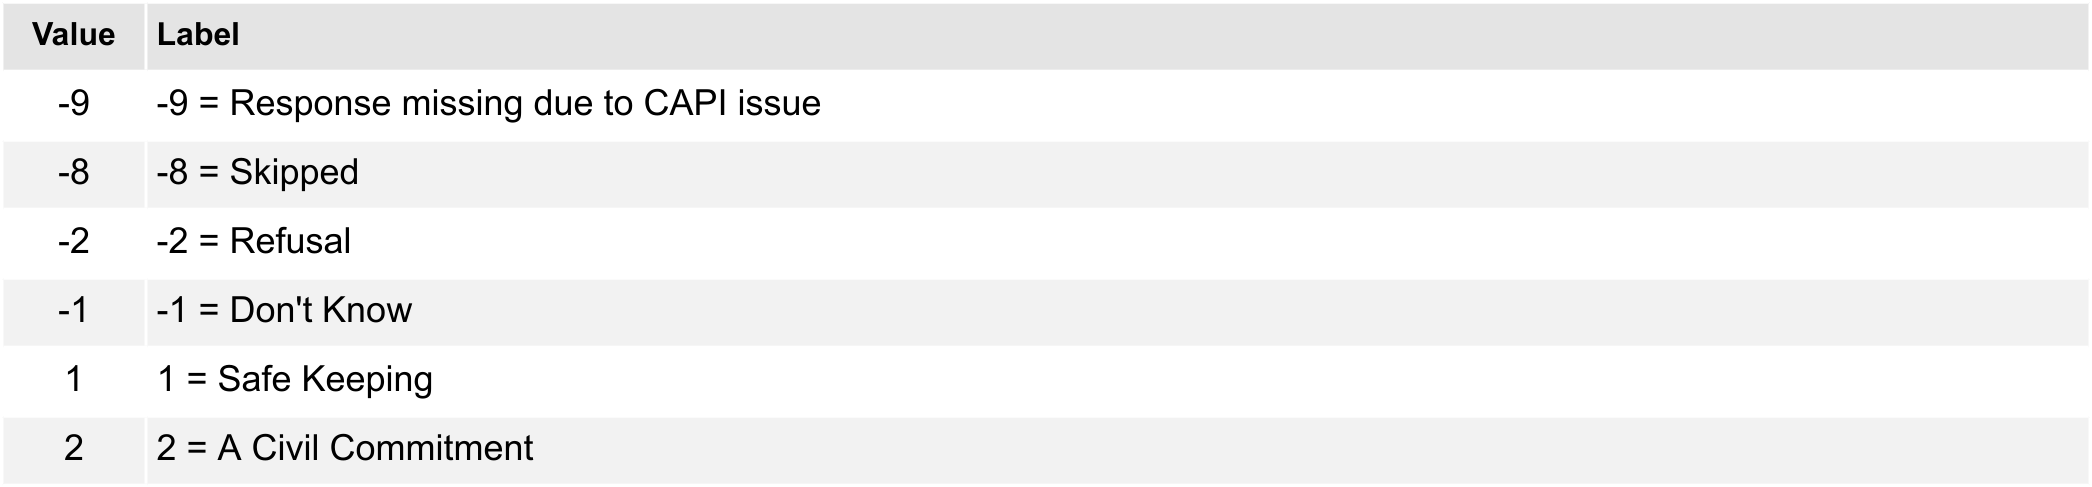 Value Label
-9 -9 = Response missing due to CAPI issue
-8 -8 = Skipped
-2 -2 = Refusal
-1 -1 = Don't Know
1 1 = Safe Keeping
2 2 = A Civil Commitment